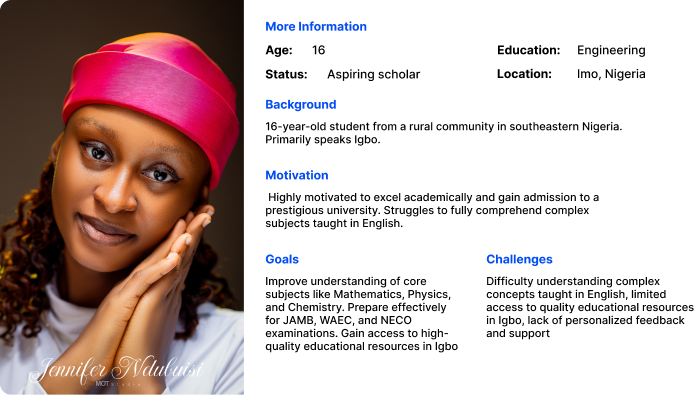 More Information
Age: 16
Education: Engineering
Status: Aspiring scholar
Location: Imo, Nigeria
Background
16-year-old student from a rural community in southeastern Nigeria.
Primarily speaks Igbo.
Motivation
Highly motivated to excel academically and gain admission to a
prestigious university. Struggles to fully comprehend complex
subjects taught in English.
Goals
Improve understanding of core
subjects like Mathematics, Physics,
and Chemistry. Prepare effectively
for JAMB, WAEC, and NECO
examinations. Gain access to high-
quality educational resources in Igbo
Challenges
Difficulty understanding complex
concepts taught in English, limited
access to quality educational resources
in Igbo, lack of personalized feedback
and support
Jennifer Ndubuisi
MOT studio